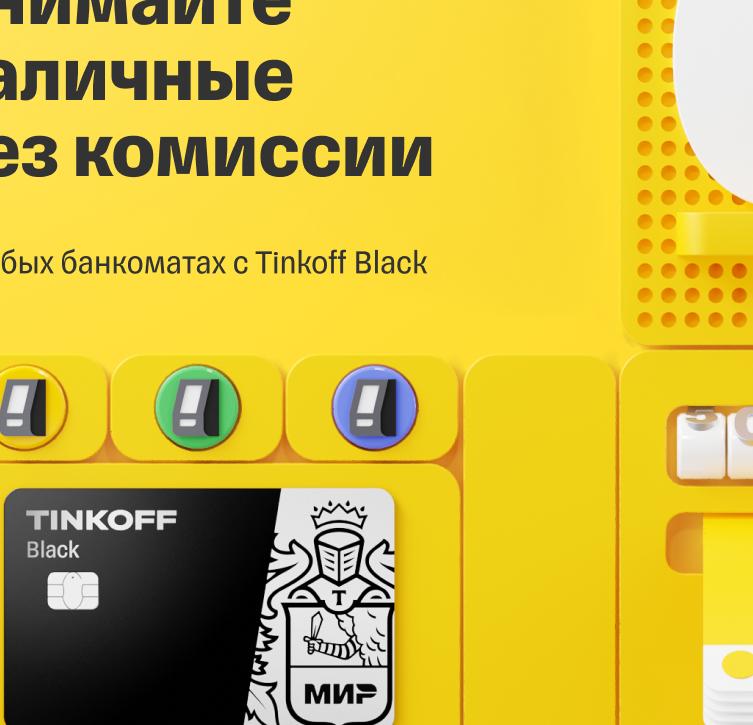 нимайте
аличные
ез комиссии
бых банкоматах с Tinkoff Black
TINKOFF
Black
T
МИР